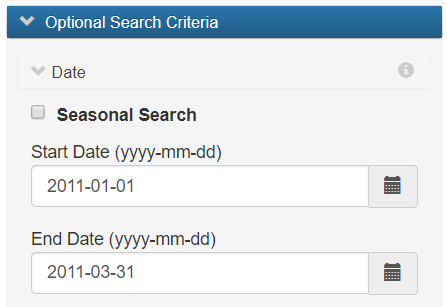 Optional Search Criteria
Date
Seasonal Search
Start Date (yyyy-mm-dd)
2011-01-01
End Date (yyyy-mm-dd)
2011-03-31